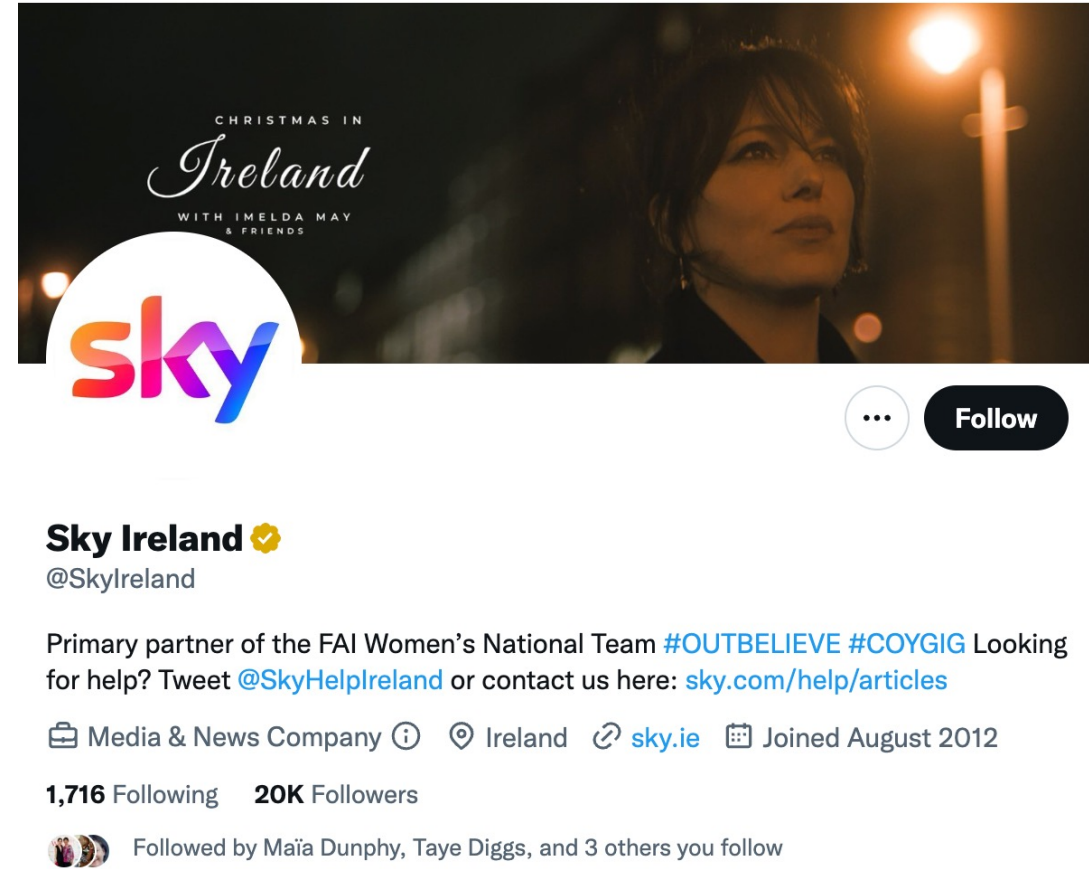 CHRISTMAS IN
Ireland
WITH IMELDA MAY
& FRIENDS
sky
Follow
Sky Ireland
@SkyIreland
Primary partner of the FAI Women’s National Team #OUTBELIEVE #COYGIG Looking
for help? Tweet @SkyHelpIreland or contact us here: sky.com/help/articles
Media & News Company Ireland sky.ie Joined August 2012
1,716 Following 20K Followers
Followed by Maïa Dunphy, Taye Diggs, and 3 others you follow